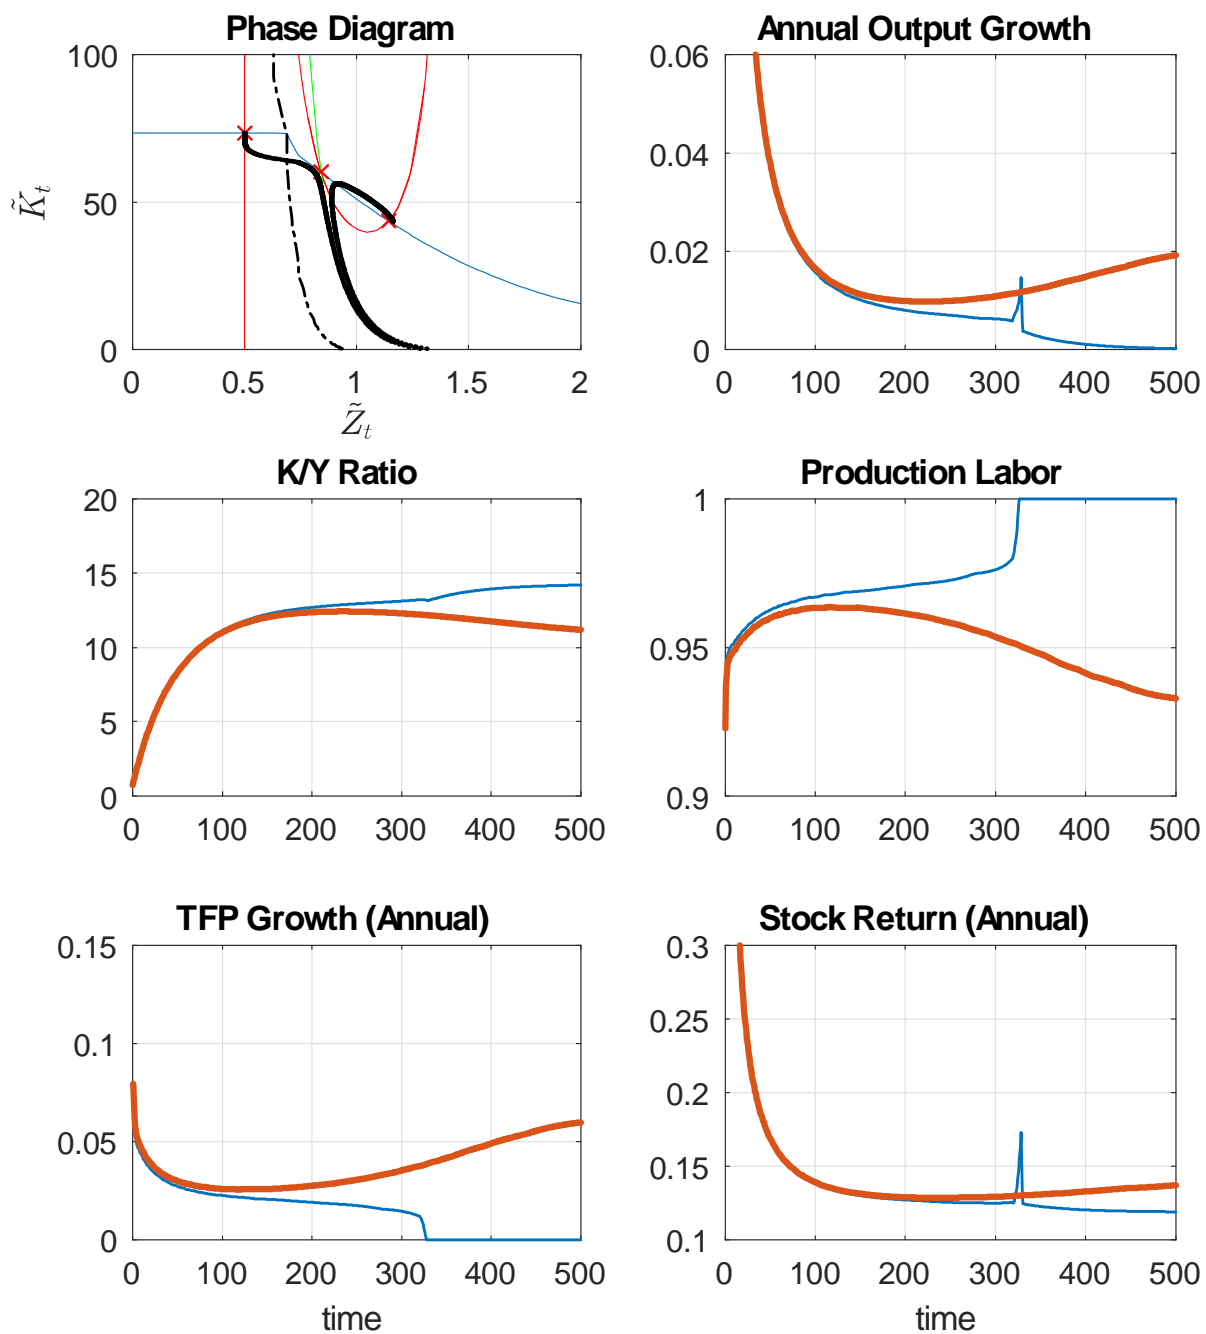 Phase Diagram
100
50
0
0 0.5 1 1.5 2
K̃_t
Z̃_t
Annual Output Growth
0.06
0.04
0.02
0
0 100 200 300 400 500
K/Y Ratio
20
15
10
5
0
0 100 200 300 400 500
Production Labor
1
0.95
0.9
0 100 200 300 400 500
TFP Growth (Annual)
0.15
0.1
0.05
0
0 100 200 300 400 500
time
Stock Return (Annual)
0.3
0.25
0.2
0.15
0.1
0 100 200 300 400 500
time